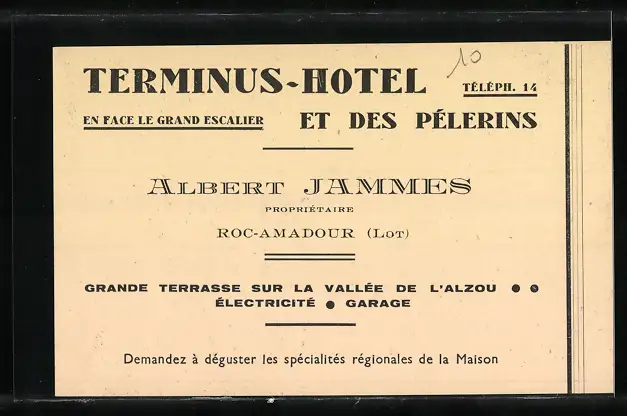 10
TERMINUS-HOTEL
TÉLÉPH. 14
EN FACE LE GRAND ESCALIER
ET DES PÉLERINS
ALBERT JAMMES
PROPRIÉTAIRE
ROC-AMADOUR (LOT)
GRANDE TERRASSE SUR LA VALLÉE DE L'ALZOU ● ●
ÉLECTRICITÉ ● GARAGE
Demandez à déguster les spécialités régionales de la Maison